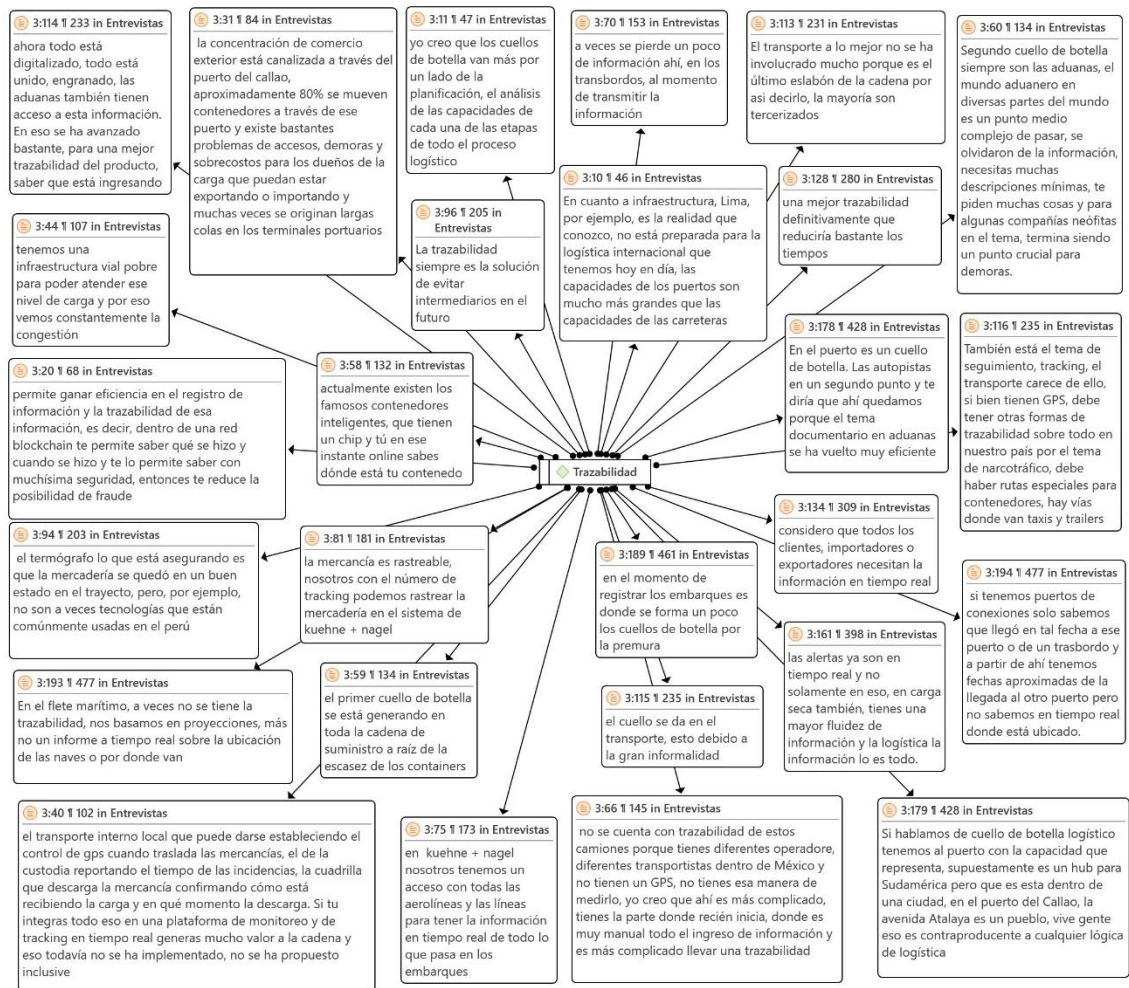 3:114 ¶ 233 in Entrevistas
ahora todo está
digitalizado, todo está
unido, engranado, las
aduanas también tienen
acceso a esta información.
En eso se ha avanzado
bastante, para una mejor
trazabilidad del producto,
saber que está ingresando
3:31 ¶ 84 in Entrevistas
la concentración de comercio
exterior está canalizada a través del
puerto del callao,
aproximadamente 80% se mueven
contenedores a través de ese
puerto y existe bastantes
problemas de accesos, demoras y
sobrecostos para los dueños de la
carga que puedan estar
exportando o importando y
muchas veces se originan largas
colas en los terminales portuarios
3:11 ¶ 47 in Entrevistas
yo creo que los cuellos
de botella van más por
un lado de la
planificación, el análisis
de las capacidades de
cada una de las etapas
de todo el proceso
logístico
3:70 ¶ 153 in Entrevistas
a veces se pierde un poco
de información ahí, en los
transbordos, al momento
de transmitir la
información
3:113 ¶ 231 in Entrevistas
El transporte a lo mejor no se ha
involucrado mucho porque es el
último eslabón de la cadena por
asi decirlo, la mayoría son
tercerizados
3:60 ¶ 134 in Entrevistas
Segundo cuello de botella
siempre son las aduanas, el
mundo aduanero en
diversas partes del mundo
es un punto medio
complejo de pasar, se
olvidaron de la información,
necesitas muchas
descripciones mínimas, te
piden muchas cosas y para
algunas compañías neófitas
en el tema, termina siendo
un punto crucial para
demoras.
3:44 ¶ 107 in Entrevistas
tenemos una
infraestructura vial pobre
para poder atender ese
nivel de carga y por eso
vemos constantemente la
congestión
3:96 ¶ 205 in
Entrevistas
La trazabilidad
siempre es la solución
de evitar
intermediarios en el
futuro
3:10 ¶ 46 in Entrevistas
En cuanto a infraestructura, Lima,
por ejemplo, es la realidad que
conozco, no está preparada para la
logística internacional que
tenemos hoy en día, las
capacidades de los puertos son
mucho más grandes que las
capacidades de las carreteras
3:128 ¶ 280 in Entrevistas
una mejor trazabilidad
definitivamente que
reduciría bastante los
tiempos
3:20 ¶ 68 in Entrevistas
permite ganar eficiencia en el registro de
información y la trazabilidad de esa
información, es decir, dentro de una red
blockchain te permite saber qué se hizo y
cuando se hizo y te lo permite saber con
muchísima seguridad, entonces te reduce la
posibilidad de fraude
3:58 ¶ 132 in Entrevistas
actualmente existen los
famosos contenedores
inteligentes, que tienen
un chip y tú en ese
instante online sabes
dónde está tu contenedo
3:178 ¶ 428 in Entrevistas
En el puerto es un cuello
de botella. Las autopistas
en un segundo punto y te
diría que ahí quedamos
porque el tema
documentario en aduanas
se ha vuelto muy eficiente
3:116 ¶ 235 in Entrevistas
También está el tema de
seguimiento, tracking, el
transporte carece de ello,
si bien tienen GPS, debe
tener otras formas de
trazabilidad sobre todo en
nuestro país por el tema
de narcotráfico, debe
haber rutas especiales para
contenedores, hay vías
donde van taxis y trailers
Trazabilidad
3:94 ¶ 203 in Entrevistas
el termógrafo lo que está asegurando es
que la mercadería se quedó en un buen
estado en el trayecto, pero, por ejemplo,
no son a veces tecnologías que están
comúnmente usadas en el perú
3:81 ¶ 181 in Entrevistas
la mercancía es rastreable,
nosotros con el número de
tracking podemos rastrear la
mercadería en el sistema de
kuehne + nagel
3:189 ¶ 461 in Entrevistas
en el momento de
registrar los embarques es
donde se forma un poco
los cuellos de botella por
la premura
3:134 ¶ 309 in Entrevistas
considero que todos los
clientes, importadores o
exportadores necesitan la
información en tiempo real
3:194 ¶ 477 in Entrevistas
si tenemos puertos de
conexiones solo sabemos
que llegó en tal fecha a ese
puerto o de un trasbordo y
a partir de ahí tenemos
fechas aproximadas de la
llegada al otro puerto pero
no sabemos en tiempo real
donde está ubicado.
3:193 ¶ 477 in Entrevistas
En el flete marítimo, a veces no se tiene la
trazabilidad, nos basamos en proyecciones, más
no un informe a tiempo real sobre la ubicación
de las naves o por donde van
3:59 ¶ 134 in Entrevistas
el primer cuello de botella
se está generando en
toda la cadena de
suministro a raíz de la
escasez de los containers
3:115 ¶ 235 in Entrevistas
el cuello se da en el
transporte, esto debido a
la gran informalidad
3:161 ¶ 398 in Entrevistas
las alertas ya son en
tiempo real y no
solamente en eso, en carga
seca también, tienes una
mayor fluidez de
información y la logística la
información lo es todo.
3:40 ¶ 102 in Entrevistas
el transporte interno local que puede darse estableciendo el
control de gps cuando traslada las mercancías, el de la
custodia reportando el tiempo de las incidencias, la cuadrilla
que descarga la mercancía confirmando cómo está
recibiendo la carga y en qué momento la descarga. Si tu
integras todo eso en una plataforma de monitoreo y de
tracking en tiempo real generas mucho valor a la cadena y
eso todavía no se ha implementado, no se ha propuesto
inclusive
3:75 ¶ 173 in Entrevistas
en kuehne + nagel
nosotros tenemos un
acceso con todas las
aerolíneas y las líneas
para tener la información
en tiempo real de todo lo
que pasa en los
embarques
3:66 ¶ 145 in Entrevistas
no se cuenta con trazabilidad de estos
camiones porque tienes diferentes operadore,
diferentes transportistas dentro de México y
no tienen un GPS, no tienes esa manera de
medirlo, yo creo que ahí es más complicado,
tienes la parte donde recién inicia, donde es
muy manual todo el ingreso de información y
es más complicado llevar una trazabilidad
3:179 ¶ 428 in Entrevistas
Si hablamos de cuello de botella logístico
tenemos al puerto con la capacidad que
representa, supuestamente es un hub para
Sudamérica pero que es esta dentro de
una ciudad, en el puerto del Callao, la
avenida Atalaya es un pueblo, vive gente
eso es contraproducente a cualquier lógica
de logística